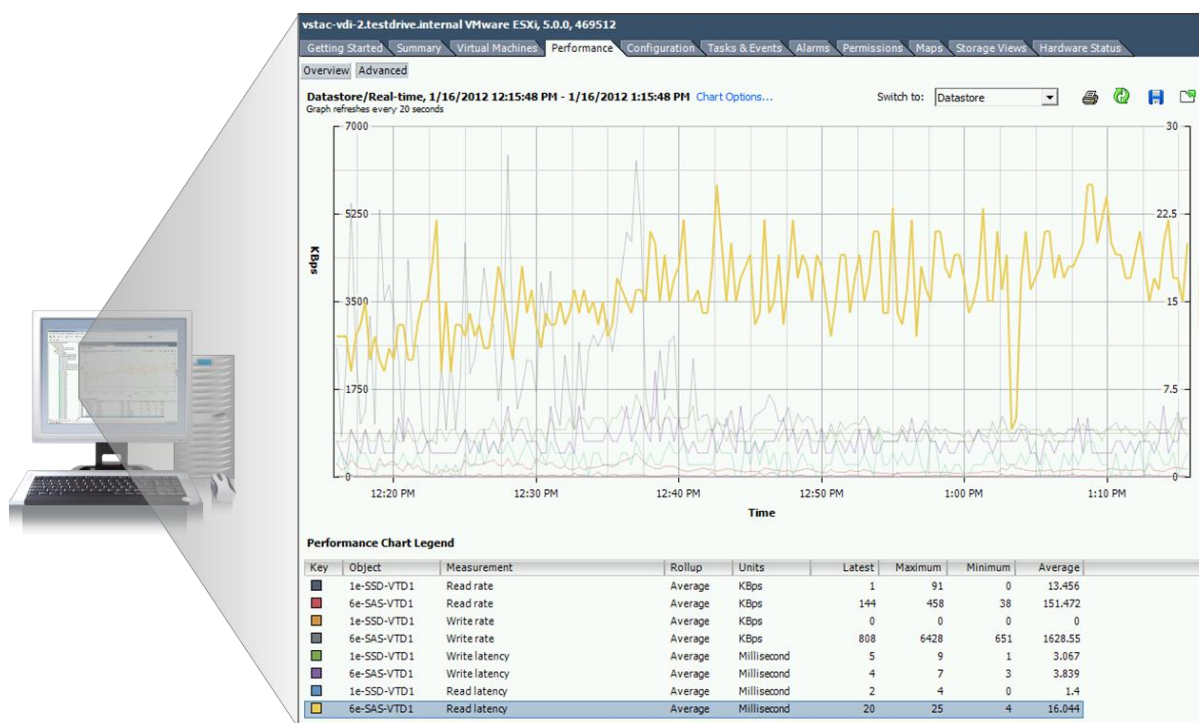 vstac-vdi-2.testdrive.internal VMware ESXi, 5.0.0, 469512
Getting Started Summary Virtual Machines Performance Configuration Tasks & Events Alarms Permissions Maps Storage Views Hardware Status
Overview Advanced
Datastore/Real-time, 1/16/2012 12:15:48 PM - 1/16/2012 1:15:48 PM Chart Options... Switch to: Datastore
Graph refreshes every 20 seconds
7000 30
5250 22.5
KBps
3500 15
1750 7.5
0 0
12:20 PM 12:30 PM 12:40 PM 12:50 PM 1:00 PM 1:10 PM
Time
Performance Chart Legend
Key Object Measurement Rollup Units Latest Maximum Minimum Average
1e-SSD-VTD1 Read rate Average KBps 1 91 0 13.456
6e-SAS-VTD1 Read rate Average KBps 144 458 38 151.472
1e-SSD-VTD1 Write rate Average KBps 0 0 0 0
6e-SAS-VTD1 Write rate Average KBps 808 6428 651 1628.55
1e-SSD-VTD1 Write latency Average Millisecond 5 9 1 3.067
6e-SAS-VTD1 Write latency Average Millisecond 4 7 3 3.839
1e-SSD-VTD1 Read latency Average Millisecond 2 4 0 1.4
6e-SAS-VTD1 Read latency Average Millisecond 20 25 4 16.044